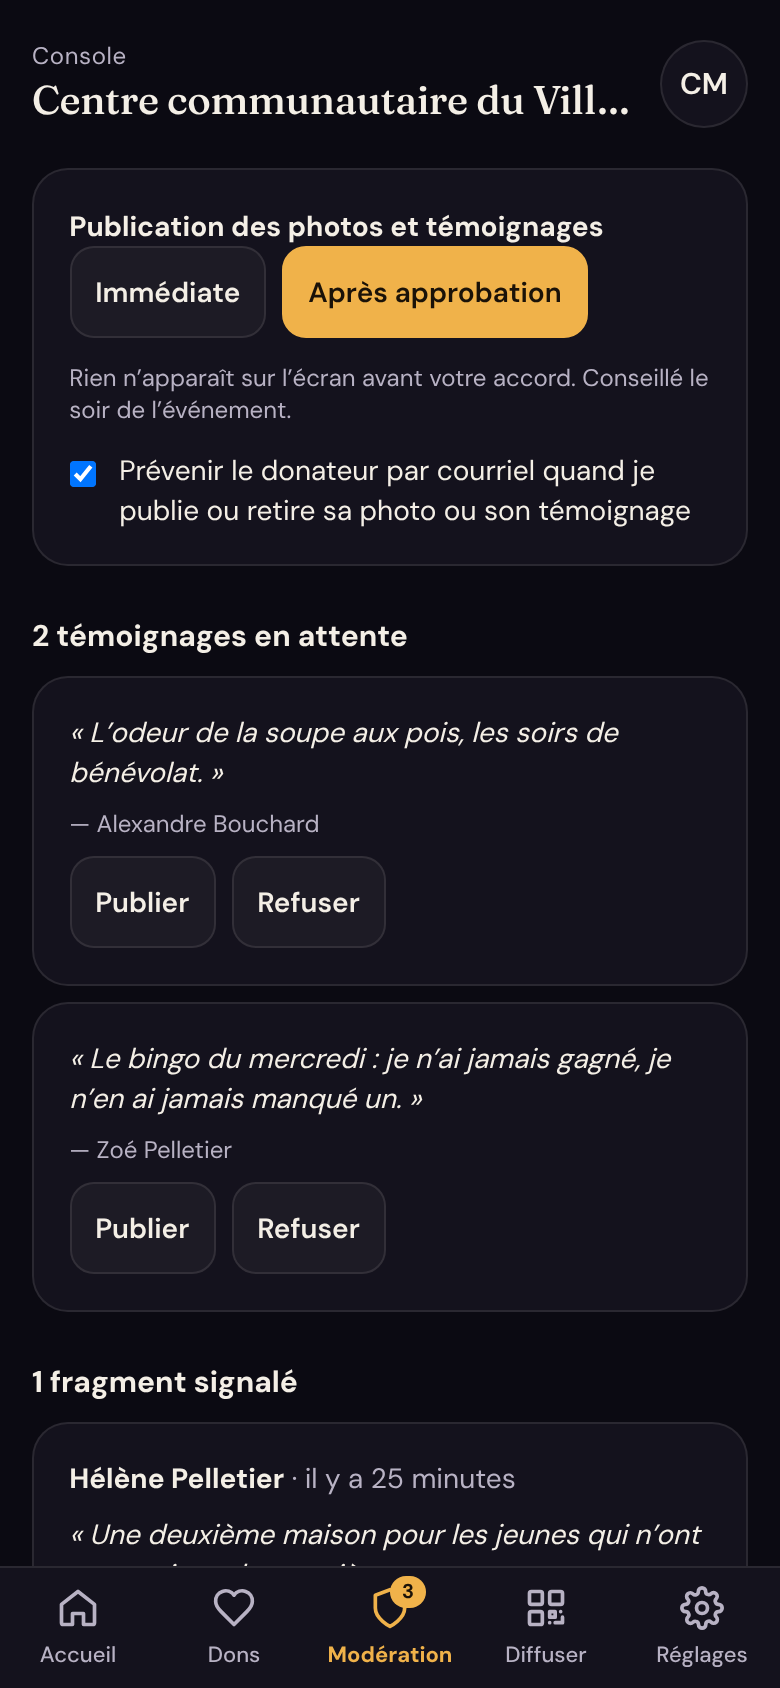 Console
Centre communautaire du Vill...
CM
Publication des photos et témoignages
Immédiate
Après approbation
Rien n’apparaît sur l’écran avant votre accord. Conseillé le
soir de l’événement.
Prévenir le donateur par courriel quand je
publie ou retire sa photo ou son témoignage
2 témoignages en attente
« L’odeur de la soupe aux pois, les soirs de
bénévolat. »
— Alexandre Bouchard
Publier
Refuser
« Le bingo du mercredi : je n’ai jamais gagné, je
n’en ai jamais manqué un. »
— Zoé Pelletier
Publier
Refuser
1 fragment signalé
Hélène Pelletier · il y a 25 minutes
« Une deuxième maison pour les jeunes qui n’ont
3
Accueil
Dons
Modération
Diffuser
Réglages